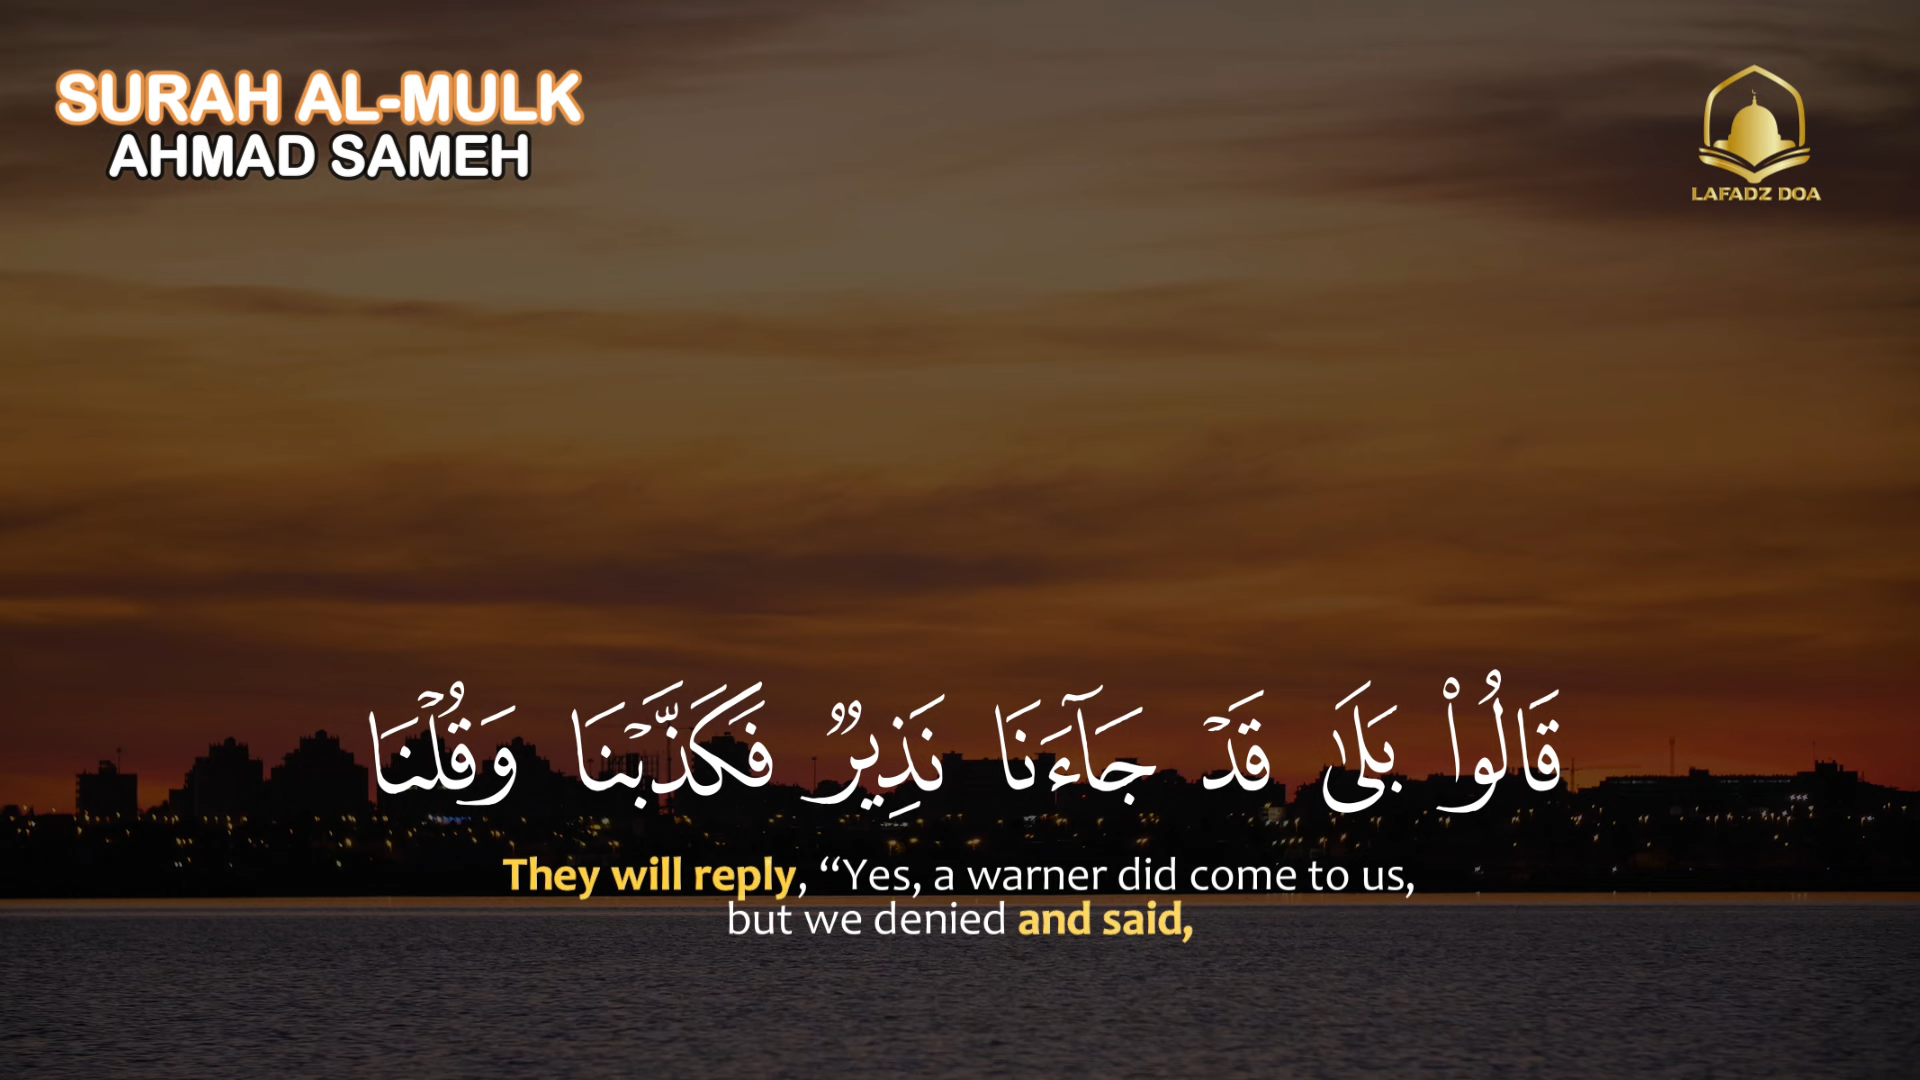 SURAH AL-MULK
AHMAD SAMEH
LAFADZ DOA
قَالُوا۟ بَلَىٰ قَدْ جَآءَنَا نَذِيرٌ فَكَذَّبْنَا وَقُلْنَا
They will reply, “Yes, a warner did come to us,
but we denied and said,